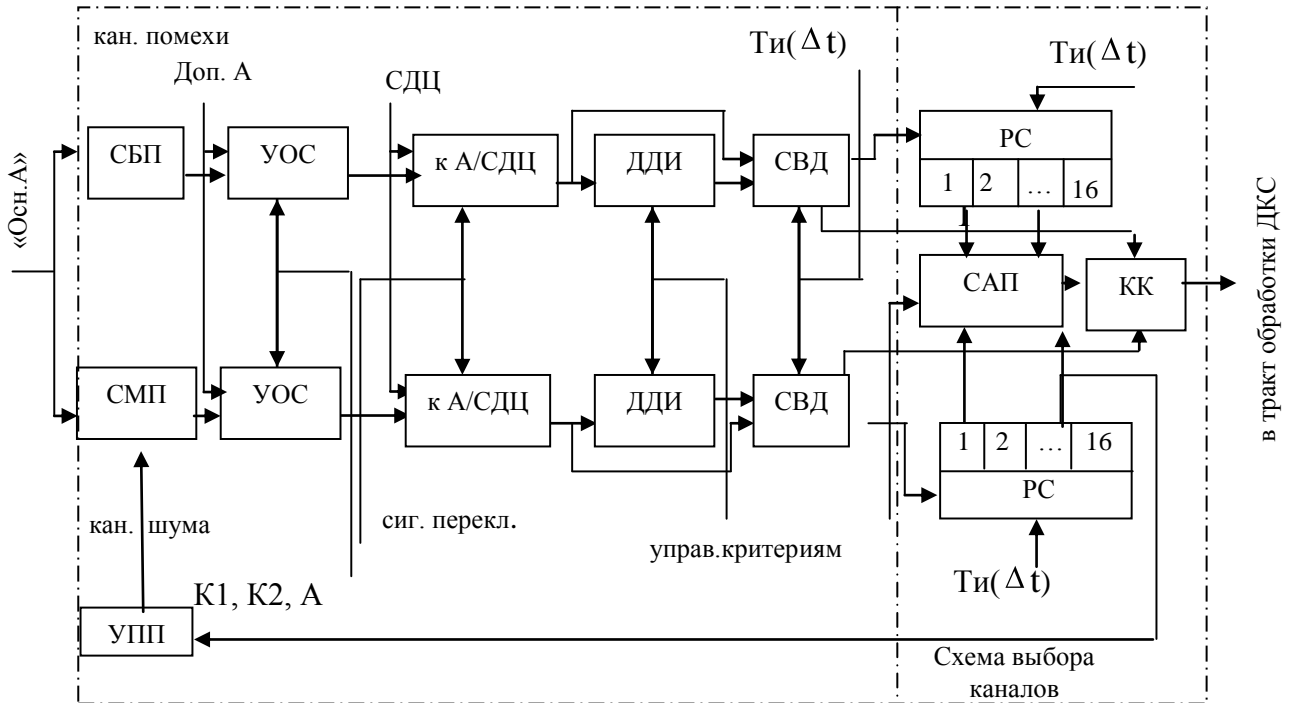 кан. помехи
Доп. А
СДЦ
Ти(Δt)
Ти(Δt)
«Осн.А»
СБП
УОС
к А/СДЦ
ДДИ
СВД
РС
1 2 … 16
1
САП
КК
в тракт обработки ДКС
СМП
УОС
к А/СДЦ
ДДИ
СВД
1 2 … 16
РС
кан. шума
сиг. перекл.
управ.критериям
Ти(Δt)
К1, К2, А
УПП
Схема выбора
каналов